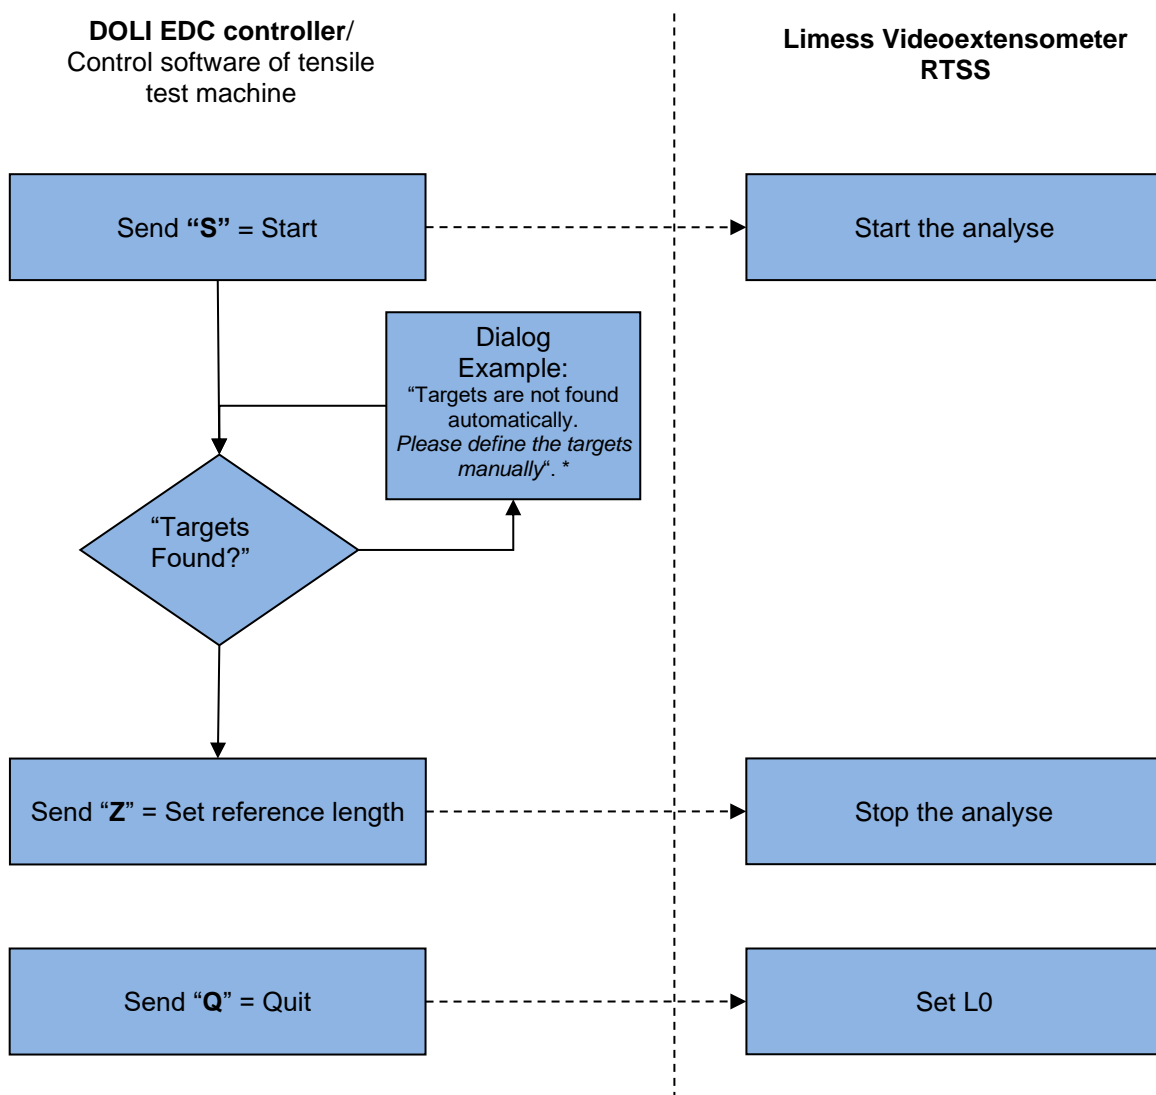 DOLI EDC controller/
Control software of tensile
test machine
Limess Videoextensometer
RTSS
Send “S” = Start
Start the analyse
Dialog
Example:
“Targets are not found
automatically.
Please define the targets
manually“. *
“Targets
Found?”
Send “Z” = Set reference length
Stop the analyse
Send “Q” = Quit
Set L0